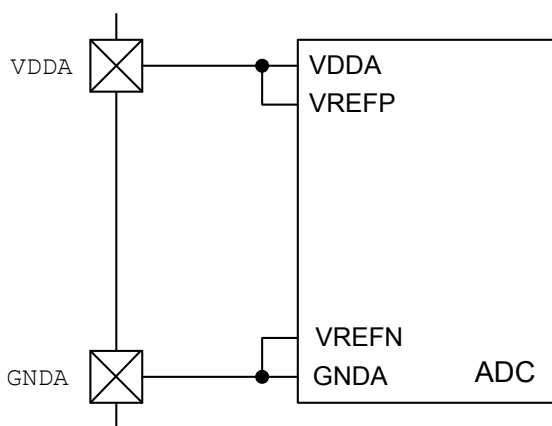 VDDA
VDDA
VREFP
VREFN
GNDA
GNDA
ADC